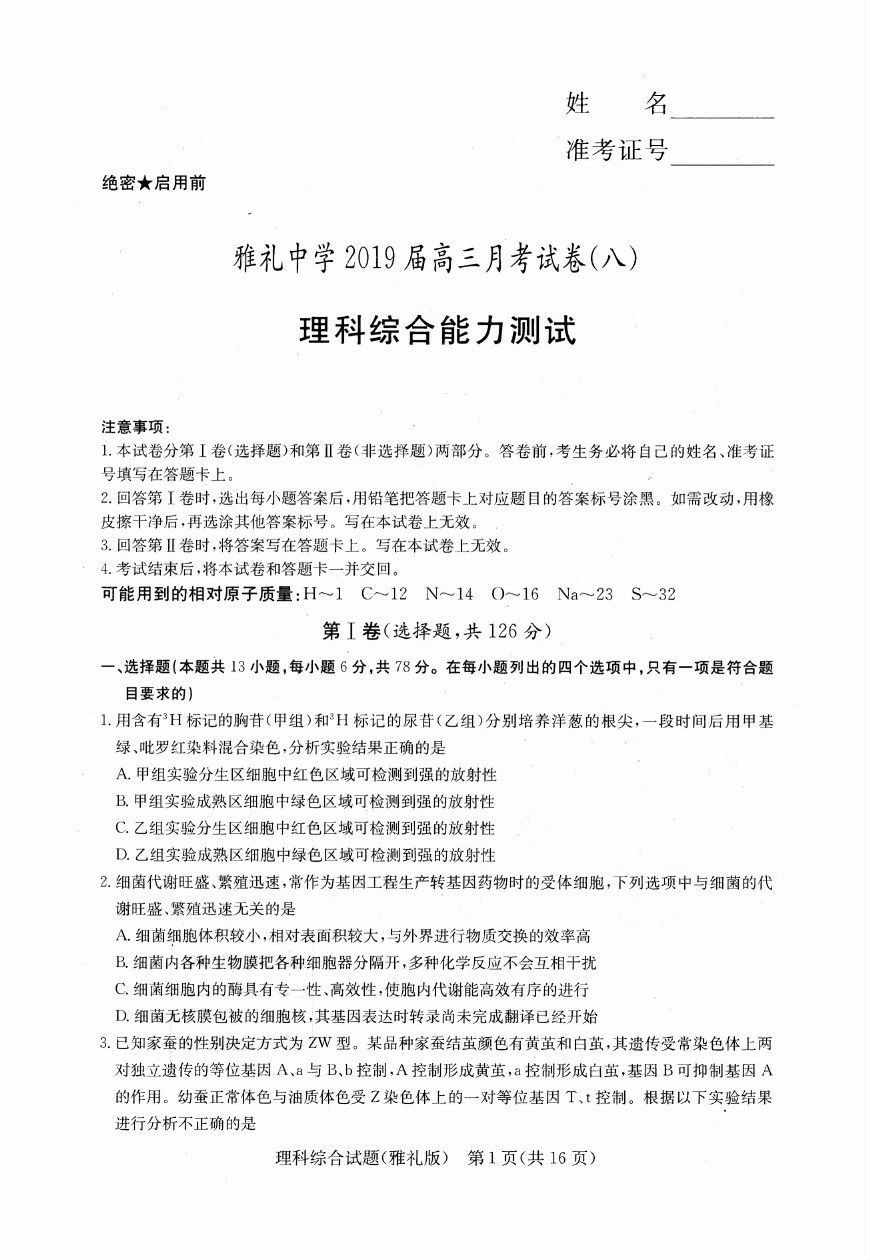 姓　　名
准考证号
绝密★启用前
雅礼中学2019届高三月考试卷(八)
理科综合能力测试
注意事项:
1.本试卷分第Ⅰ卷(选择题)和第Ⅱ卷(非选择题)两部分。答卷前,考生务必将自己的姓名、准考证
号填写在答题卡上。
2.回答第Ⅰ卷时,选出每小题答案后,用铅笔把答题卡上对应题目的答案标号涂黑。如需改动,用橡
皮擦干净后,再选涂其他答案标号。写在本试卷上无效。
3.回答第Ⅱ卷时,将答案写在答题卡上。写在本试卷上无效。
4.考试结束后,将本试卷和答题卡一并交回。
可能用到的相对原子质量:H～1　C～12　N～14　O～16　Na～23　S～32
第Ⅰ卷(选择题,共126分)
一、选择题(本题共13小题,每小题6分,共78分。在每小题列出的四个选项中,只有一项是符合题
目要求的)
1.用含有³H标记的胸苷(甲组)和³H标记的尿苷(乙组)分别培养洋葱的根尖,一段时间后用甲基
绿、吡罗红染料混合染色,分析实验结果正确的是
A.甲组实验分生区细胞中红色区域可检测到强的放射性
B.甲组实验成熟区细胞中绿色区域可检测到强的放射性
C.乙组实验分生区细胞中红色区域可检测到强的放射性
D.乙组实验成熟区细胞中绿色区域可检测到强的放射性
2.细菌代谢旺盛、繁殖迅速,常作为基因工程生产转基因药物时的受体细胞,下列选项中与细菌的代
谢旺盛、繁殖迅速无关的是
A.细菌细胞体积较小,相对表面积较大,与外界进行物质交换的效率高
B.细菌内各种生物膜把各种细胞器分隔开,多种化学反应不会互相干扰
C.细菌细胞内的酶具有专一性、高效性,使胞内代谢能高效有序的进行
D.细菌无核膜包被的细胞核,其基因表达时转录尚未完成翻译已经开始
3.已知家蚕的性别决定方式为ZW型。某品种家蚕结茧颜色有黄茧和白茧,其遗传受常染色体上两
对独立遗传的等位基因A、a与B、b控制,A控制形成黄茧,a控制形成白茧,基因B可抑制基因A
的作用。幼蚕正常体色与油质体色受Z染色体上的一对等位基因T、t控制。根据以下实验结果
进行分析不正确的是
理科综合试题(雅礼版)　第1页(共16页)